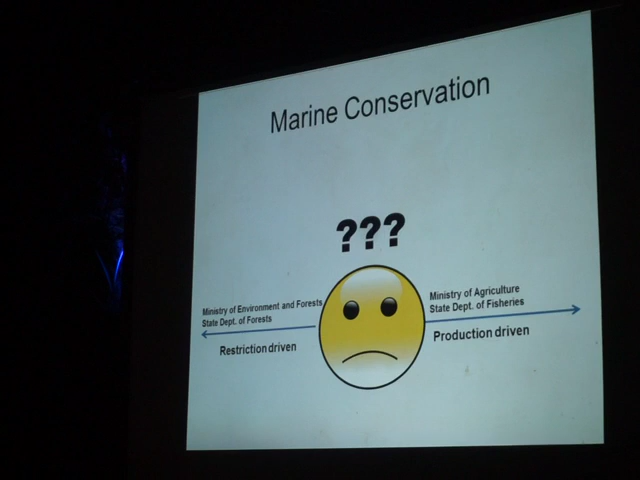 Marine Conservation
???
Ministry of Environment and Forests
State Dept. of Forests
Restriction driven
Ministry of Agriculture
State Dept. of Fisheries
Production driven